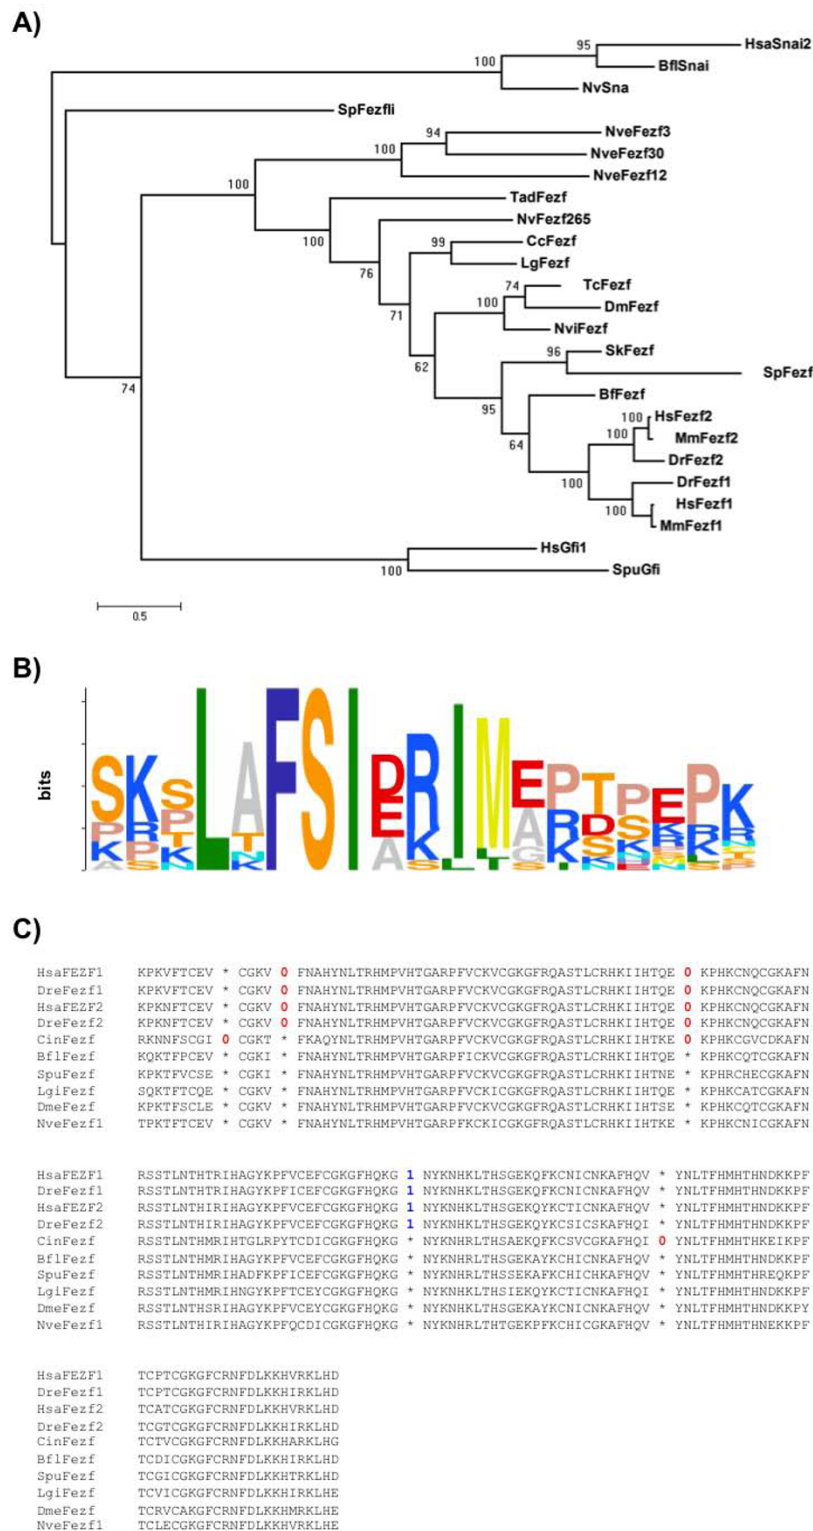 A)
95
HsaSnai2
100
BflSnai
NvSna
SpFezfli
94
NveFezf3
100
NveFezf30
100
NveFezf12
TadFezf
100
NvFezf265
76
99
CcFezf
LgFezf
71
74
TcFezf
100
DmFezf
NviFezf
62
96
SkFezf
SpFezf
95
BfFezf
64
100
HsFezf2
100
MmFezf2
DrFezf2
100
DrFezf1
100
HsFezf1
MmFezf1
74
HsGfi1
100
SpuGfi
0.5
B)
bits
C)
HsaFEZF1 KPKVFTCEV * CGKV 0 FNAHYNLTRHMPVHTGARPFVCKVCGKGFRQASTLCRHKIIHTQE 0 KPHKCNQCGKAFN
DreFezf1 KPKVFTCEV * CGKV 0 FNAHYNLTRHMPVHTGARPFVCKVCGKGFRQASTLCRHKIIHTQE 0 KPHKCNQCGKAFN
HsaFEZF2 KPKNFTCEV * CGKV 0 FNAHYNLTRHMPVHTGARPFVCKVCGKGFRQASTLCRHKIIHTQE 0 KPHKCNQCGKAFN
DreFezf2 KPKNFTCEV * CGKV 0 FNAHYNLTRHMPVHTGARPFVCKVCGKGFRQASTLCRHKIIHTQE 0 KPHKCNQCGKAFN
CinFezf RKNNFSCGI 0 CGKT * FKAQYNLTRHMPVHTGARPFVCKVCGKGFRQASTLCRHKIIHTKE 0 KPHKCGVCDKAFN
BflFezf KQKTFPCEV * CGKI * FNAHYNLTRHMPVHTGARPFICKVCGKGFRQASTLCRHKIIHTQE * KPHKCQTCGKAFN
SpuFezf KPKTFVCSE * CGKI * FNAHYNLTRHMPVHTGARPFVCKVCGKGFRQASTLCRHKIIHTNE * KPHRCHECGKAFN
LgiFezf SQKTFTCQE * CGKV * FNAHYNLTRHMPVHTGARPFVCKICGKGFRQASTLCRHKIIHTQE * KPHKCATCGKAFN
DmeFezf KPKTFSCLE * CGKV * FNAHYNLTRHMPVHTGARPFVCKVCGKGFRQASTLCRHKIIHTSE * KPHKCQTCGKAFN
NveFezf1 TPKTFTCEV * CGKV * FNAHYNLTRHMPVHTGARPFKCKICGKGFRQASTLCRHKIIHTSE * KPHKCNICGKAFN
HsaFEZF1 RSSTLNTHTRIHAGYKPFVCEFCGKGFHQKG 1 NYKNHKLTHSGEKQFKCNICNKAFHQV * YNLTFHMHTHNDKKPF
DreFezf1 RSSTLNTHTRIHAGYKPFICEFCGKGFHQKG 1 NYKNHKLTHSGEKQFKCNICNKAFHQV * YNLTFHMHTHNDKKPF
HsaFEZF2 RSSTLNTHIRIHAGYKPFVCEFCGKGFHQKG 1 NYKNHKLTHSGEKQYKCTICNKAFHQV * YNLTFHMHTHNDKKPF
DreFezf2 RSSTLNTHIRIHAGYKPFVCEFCGKGFHQKG 1 NYKNHKLTHSGEKQYKCSICSKAFHQI * YNLTFHMHTHNDKKPF
CinFezf RSSTLNTHMRIHTGLRPYTCDICGKGFHQKG * NYKNHRLTHSAEKQFKCSVCGKAFHQI 0 YNLTFHMHTHKEIKPF
BflFezf RSSTLNTHMRIHAGYKPFVCEFCGKGFHQKG * NYKNHRLTHSGEKAYKCHICNKAFHQV * YNLTFHMHTHNDKKPF
SpuFezf RSSTLNTHMRIHADFKPFICEFCGKGFHQKG * NYKNHRLTHSSEKAFKCHICHKAFHQV * YNLTFHMHTHREQKPF
LgiFezf RSSTLNTHMRIHNGYKPFVCEYCGKGFHQKG * NYKNHKLTHSIEKQYKCTICNKAFHQI * YNLTFHMHTHNDKKPF
DmeFezf RSSTLNTHSRIHAGYKPFVCEYCGKGFHQKG * NYKNHKLTHSGEKAYKCNICNKAFHQV * YNLTFHMHTHNDKKPY
NveFezf1 RSSTLNTHIRIHAGYKPFQCDICGKGFHQKG * NYKNHRLTHTGEKPFKCHICGKAFHQV * YNLTFHMHTHNEKKPF
HsaFEZF1 TCPTCGKGFCRNFDLKKHVRKLHD
DreFezf1 TCPTCGKGFCRNFDLKKHIRKLHD
HsaFezf2 TCATCGKGFCRNFDLKKHVRKLHD
DreFezf2 TCGTCGKGFCRNFDLKKHIRKLHD
CinFezf TCTVCGKGFCRNFDLKKHARKLHG
BflFezf TCDICGKGFCRNFDLKKHIRKLHD
SpuFezf TCGICGKGFCRNFDLKKHTRKLHD
LgiFezf TCVICGKGFCRNFDLKKHIRKLHE
DmeFezf TCRVCAKGFCRNFDLKKHMRKLHE
NveFezf1 TCLECGKGFCRNFDLKKHVRKLHE